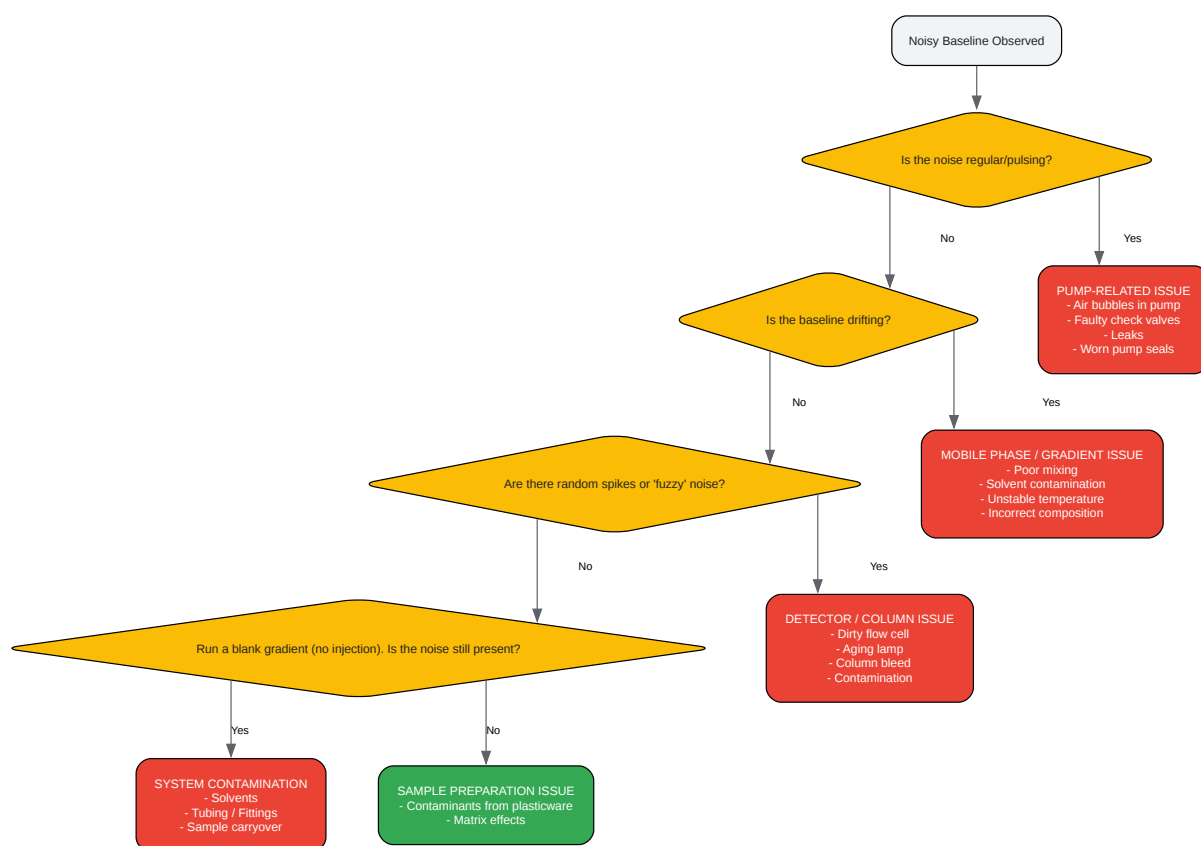 Noisy Baseline Observed
Is the noise regular/pulsing?
No
Yes
PUMP-RELATED ISSUE
- Air bubbles in pump
- Faulty check valves
- Leaks
- Worn pump seals
Is the baseline drifting?
No
Yes
MOBILE PHASE / GRADIENT ISSUE
- Poor mixing
- Solvent contamination
- Unstable temperature
- Incorrect composition
Are there random spikes or 'fuzzy' noise?
No
Yes
DETECTOR / COLUMN ISSUE
- Dirty flow cell
- Aging lamp
- Column bleed
- Contamination
Run a blank gradient (no injection). Is the noise still present?
Yes
No
SYSTEM CONTAMINATION
- Solvents
- Tubing / Fittings
- Sample carryover
SAMPLE PREPARATION ISSUE
- Contaminants from plasticware
- Matrix effects